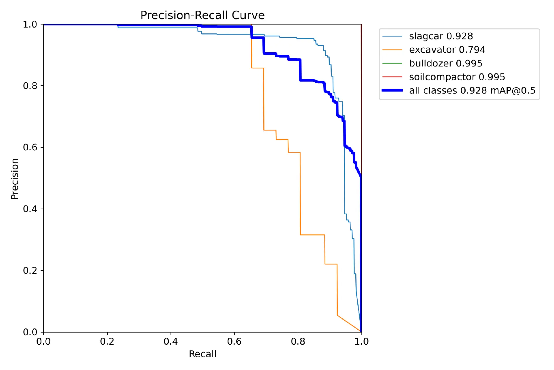 Precision-Recall Curve
1.0
0.8
0.6
0.4
0.2
0.0
Precision
0.0 0.2 0.4 0.6 0.8 1.0
Recall
slagcar 0.928
excavator 0.794
bulldozer 0.995
soilcompactor 0.995
all classes 0.928 mAP@0.5